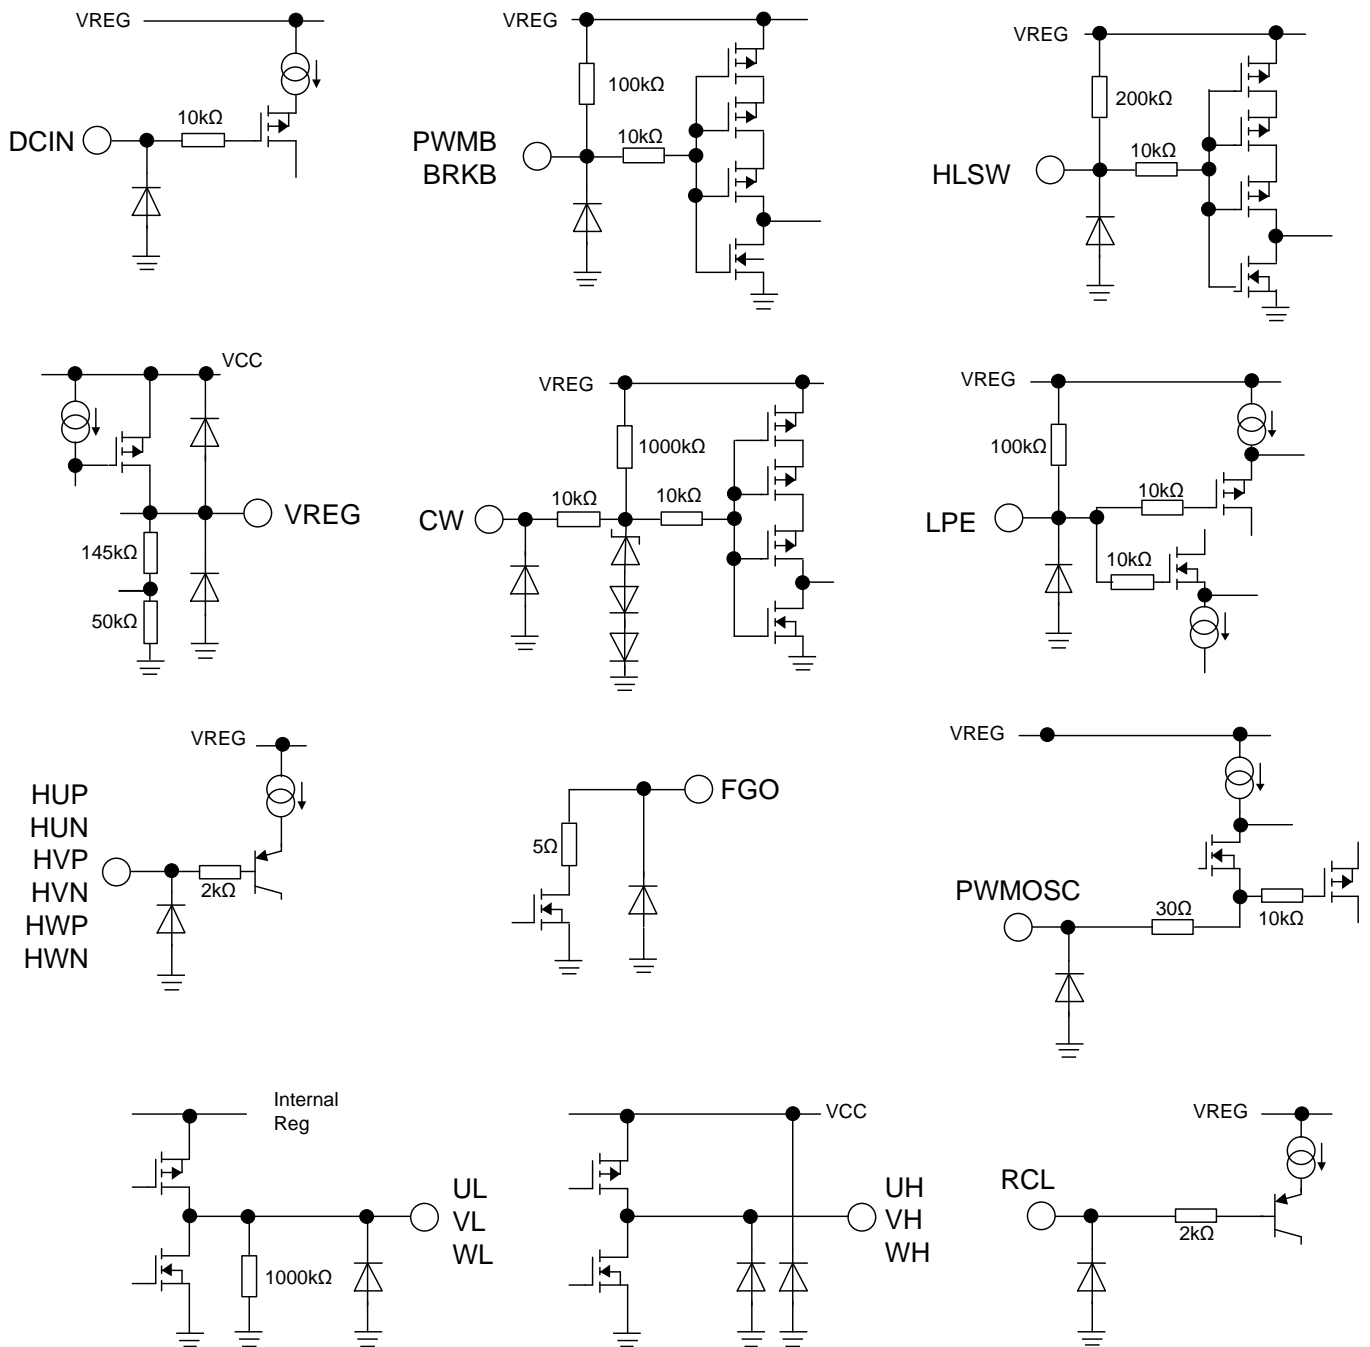 VREG
10kΩ
DCIN
VREG
100kΩ
10kΩ
PWMB
BRKB
VREG
200kΩ
10kΩ
HLSW
VCC
VREG
145kΩ
50kΩ
VREG
1000kΩ
10kΩ
10kΩ
CW
VREG
100kΩ
10kΩ
LPE
10kΩ
VREG
HUP
HUN
HVP
HVN
HWP
HWN
2kΩ
FGO
5Ω
VREG
PWMOSC
30Ω
10kΩ
Internal
Reg
UL
VL
WL
1000kΩ
VCC
UH
VH
WH
VREG
RCL
2kΩ